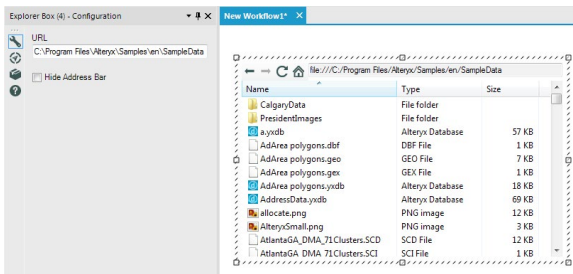 Explorer Box (4) - Configuration
New Workflow1* X
URL
C:\Program Files\Alteryx\Samples\en\SampleData
Hide Address Bar
file:///C:/Program Files/Alteryx/Samples/en/SampleData
Name Type Size
CalgaryData File folder
PresidentImages File folder
a.yxdb Alteryx Database 57 KB
AdArea polygons.dbf DBF File 1 KB
AdArea polygons.geo GEO File 7 KB
AdArea polygons.gex GEX File 1 KB
AdArea polygons.yxdb Alteryx Database 18 KB
AddressData.yxdb Alteryx Database 69 KB
allocate.png PNG image 12 KB
AlteryxSmall.png PNG image 3 KB
AtlantaGA_DMA_71Clusters.SCD SCD File 12 KB
AtlantaGA_DMA_71Clusters.SCI SCI File 1 KB